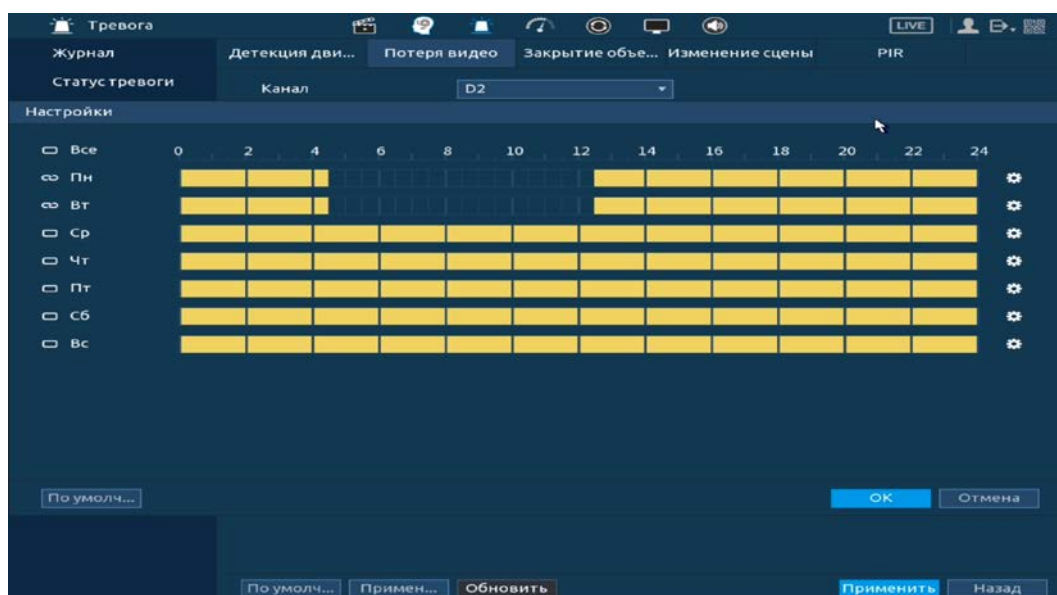 Тревога LIVE
Журнал Детекция дви... Потеря видео Закрытие объе... Изменение сцены PIR
Статус тревоги Канал D2
Настройки
Все 0 2 4 6 8 10 12 14 16 18 20 22 24
Пн
Вт
Ср
Чт
Пт
Сб
Вс
По умолч... OK Отмена
По умолч... Примен... Обновить Применить Назад